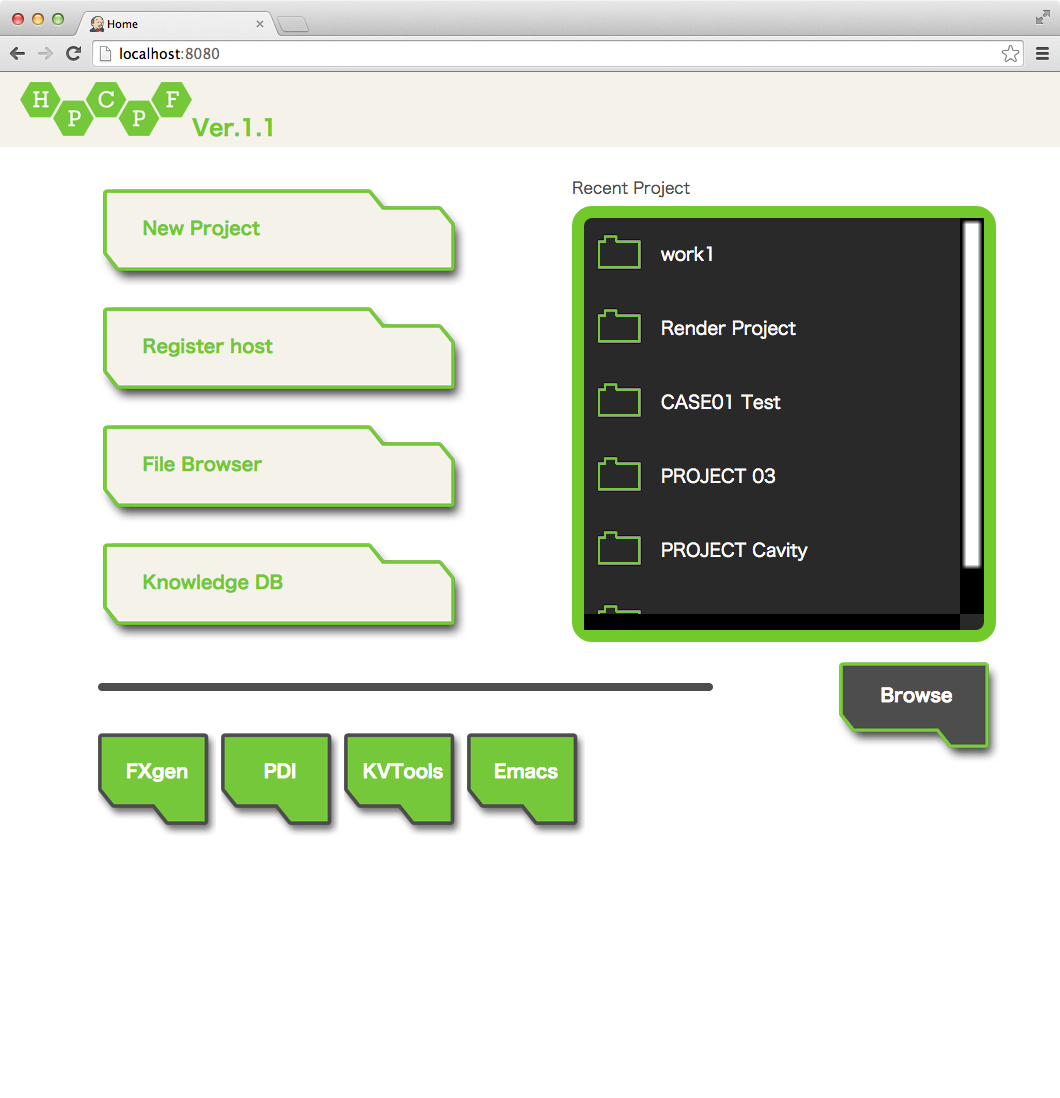 Home
localhost:8080
HPCPF
Ver.1.1
New Project
Register host
File Browser
Knowledge DB
Recent Project
work1
Render Project
CASE01 Test
PROJECT 03
PROJECT Cavity
Browse
FXgen
PDI
KVTools
Emacs